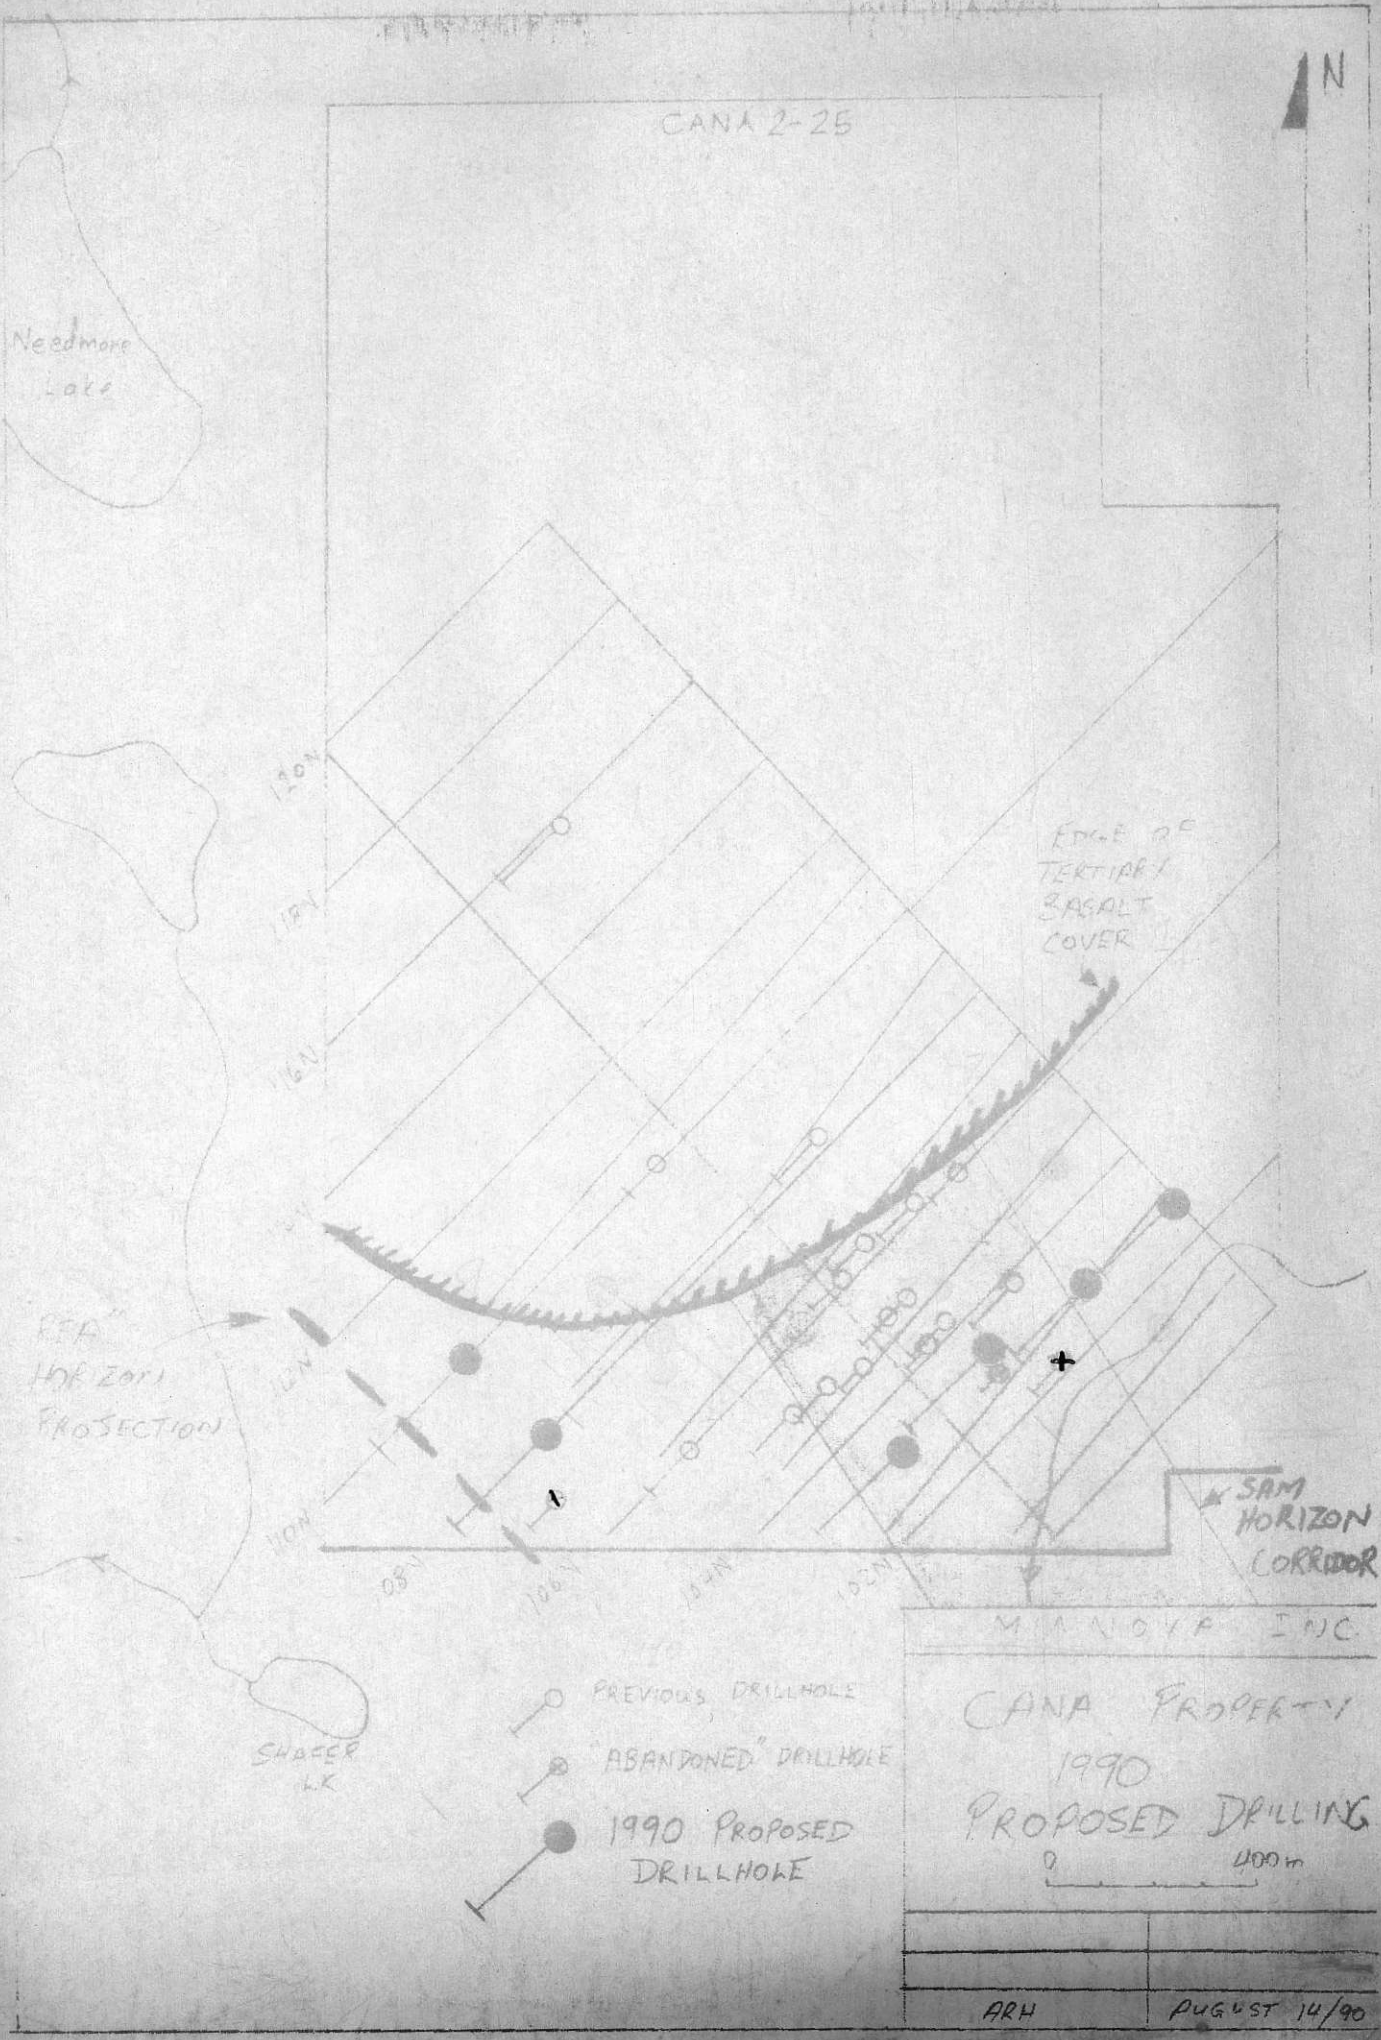 N
CANA 2-25
Needmore
Lake
120N
118N
EDGE OF
TERTIARY
BASALT
COVER
116N
REA
HORIZON
PROJECTION
112N
110N
108N
106N
104N
102N
SAM
HORIZON
CORRIDOR
MINNOVA INC.
PREVIOUS DRILLHOLE
"ABANDONED" DRILLHOLE
1990 PROPOSED
DRILLHOLE
SHAFER
LK
CANA PROPERTY
1990
PROPOSED DRILLING
0 400m
ARH
AUGUST 14/90